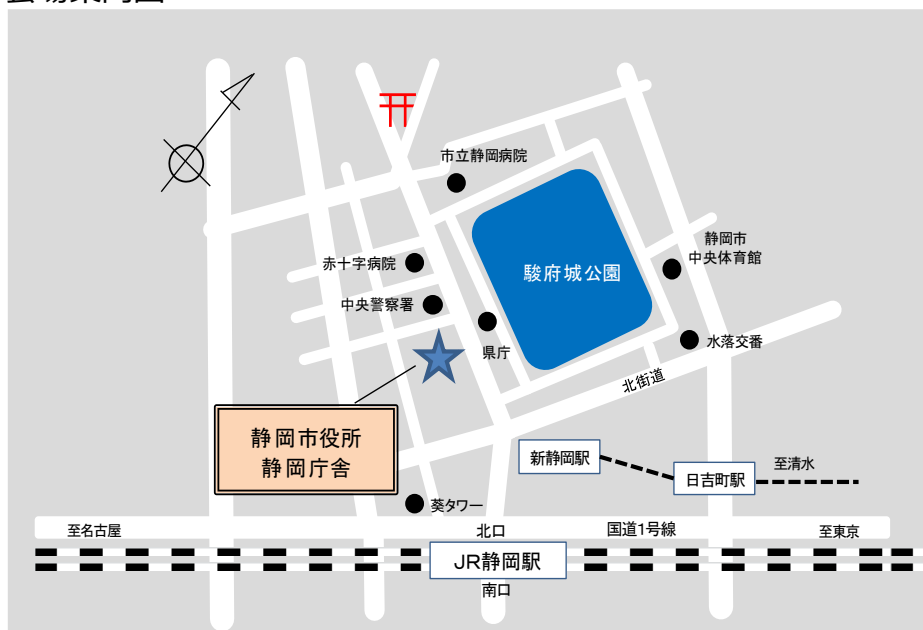 市立静岡病院
静岡市
中央体育館
赤十字病院
駿府城公園
中央警察署
県庁
水落交番
北街道
静岡市役所
静岡庁舎
新静岡駅
至清水
日吉町駅
葵タワー
至名古屋
北口
国道1号線
至東京
JR静岡駅
南口